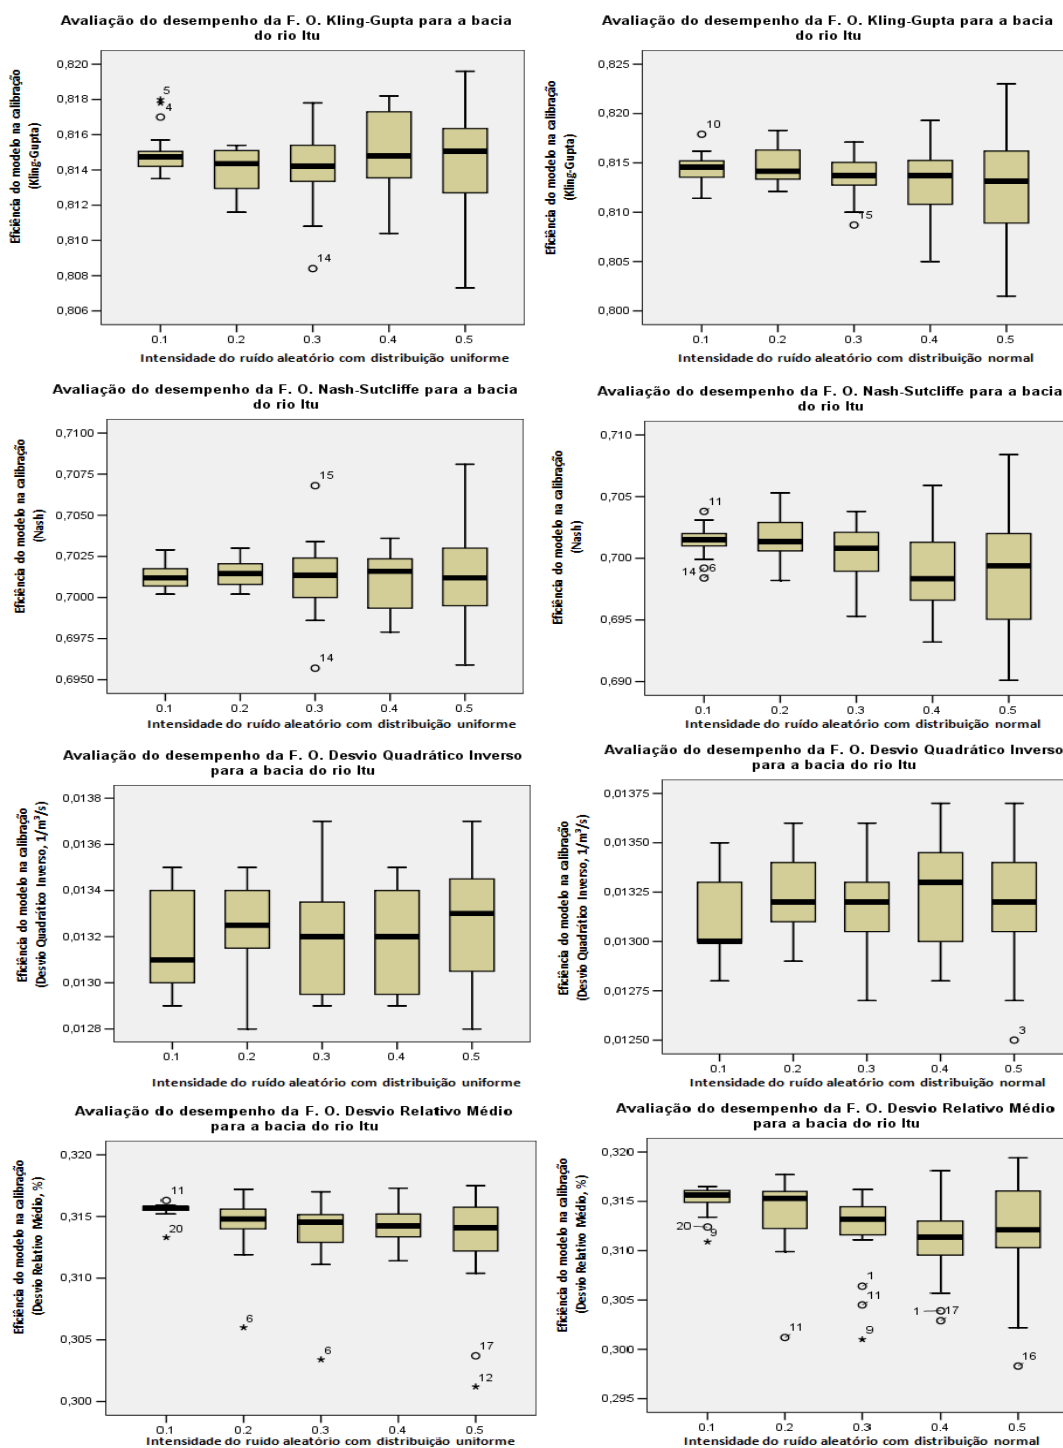 Avaliação do desempenho da F. O. Kling-Gupta para a bacia
do rio Itu
Eficiência do modelo na calibração
(Kling-Gupta)
0,820
0,818
0,816
0,814
0,812
0,810
0,808
0,806
5
4
14
0.1 0.2 0.3 0.4 0.5
Intensidade do ruído aleatório com distribuição uniforme
Avaliação do desempenho da F. O. Kling-Gupta para a bacia
do rio Itu
Eficiência do modelo na calibração
(Kling-Gupta)
0,825
0,820
0,815
0,810
0,805
0,800
10
15
0.1 0.2 0.3 0.4 0.5
Intensidade do ruído aleatório com distribuição normal
Avaliação do desempenho da F. O. Nash-Sutcliffe para a bacia
do rio Itu
Eficiência do modelo na calibração
(Nash)
0,7100
0,7075
0,7050
0,7025
0,7000
0,6975
0,6950
15
14
0.1 0.2 0.3 0.4 0.5
Intensidade do ruído aleatório com distribuição uniforme
Avaliação do desempenho da F. O. Nash-Sutcliffe para a bacia
do rio Itu
Eficiência do modelo na calibração
(Nash)
0,710
0,705
0,700
0,695
0,690
11
14 6
0.1 0.2 0.3 0.4 0.5
Intensidade do ruído aleatório com distribuição normal
Avaliação do desempenho da F. O. Desvio Quadrático Inverso
para a bacia do rio Itu
Eficiência do modelo na calibração
(Desvio Quadrático Inverso, 1/m³/s)
0,0138
0,0136
0,0134
0,0132
0,0130
0,0128
0.1 0.2 0.3 0.4 0.5
Intensidade do ruído aleatório com distribuição uniforme
Avaliação do desempenho da F. O. Desvio Quadrático Inverso
para a bacia do rio Itu
Eficiência do modelo na calibração
(Desvio Quadrático Inverso, 1/m³/s)
0,01375
0,01350
0,01325
0,01300
0,01275
0,01250
3
0.1 0.2 0.3 0.4 0.5
Intensidade do ruído aleatório com distribuição normal
Avaliação do desempenho da F. O. Desvio Relativo Médio
para a bacia do rio Itu
Eficiência do modelo na calibração
(Desvio Relativo Médio, %)
0,320
0,315
0,310
0,305
0,300
11
20
6
6
17
12
0.1 0.2 0.3 0.4 0.5
Intensidade do ruído aleatório com distribuição uniforme
Avaliação do desempenho da F. O. Desvio Relativo Médio
para a bacia do rio Itu
Eficiência do modelo na calibração
(Desvio Relativo Médio, %)
0,320
0,315
0,310
0,305
0,300
0,295
20 9
11
1
11
9
1 17
16
0.1 0.2 0.3 0.4 0.5
Intensidade do ruído aleatório com distribuição normal